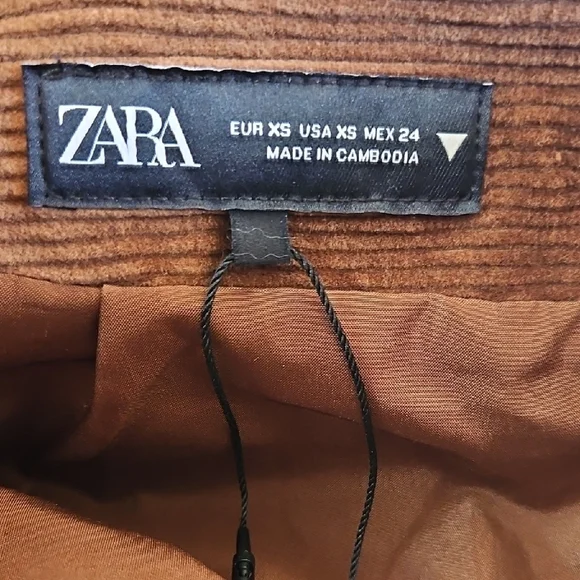 ZARA
EUR XS USA XS MEX 24
MADE IN CAMBODIA